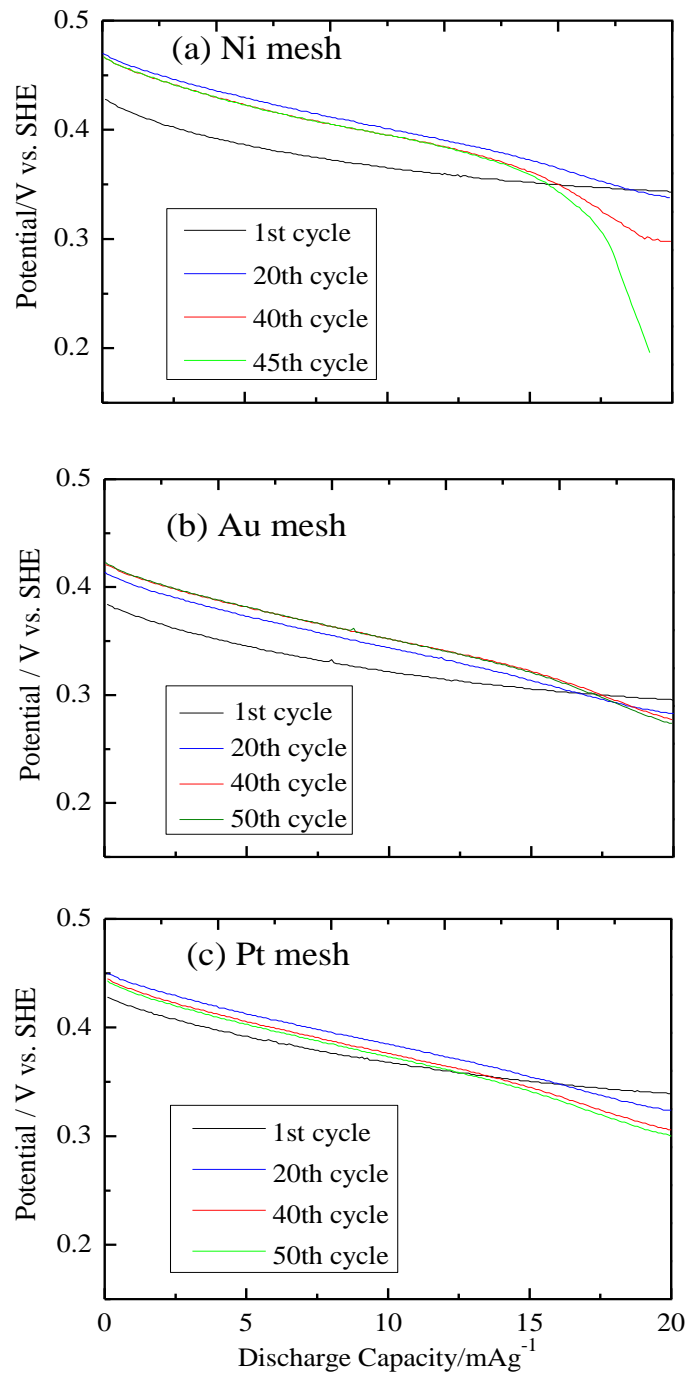 0.5
(a) Ni mesh
0.4
0.3
0.2
Potential/V vs. SHE
1st cycle
20th cycle
40th cycle
45th cycle
0.5
(b) Au mesh
0.4
0.3
0.2
Potential / V vs. SHE
1st cycle
20th cycle
40th cycle
50th cycle
0.5
(c) Pt mesh
0.4
0.3
0.2
Potential / V vs. SHE
1st cycle
20th cycle
40th cycle
50th cycle
0 5 10 15 20
Discharge Capacity/mAg⁻¹